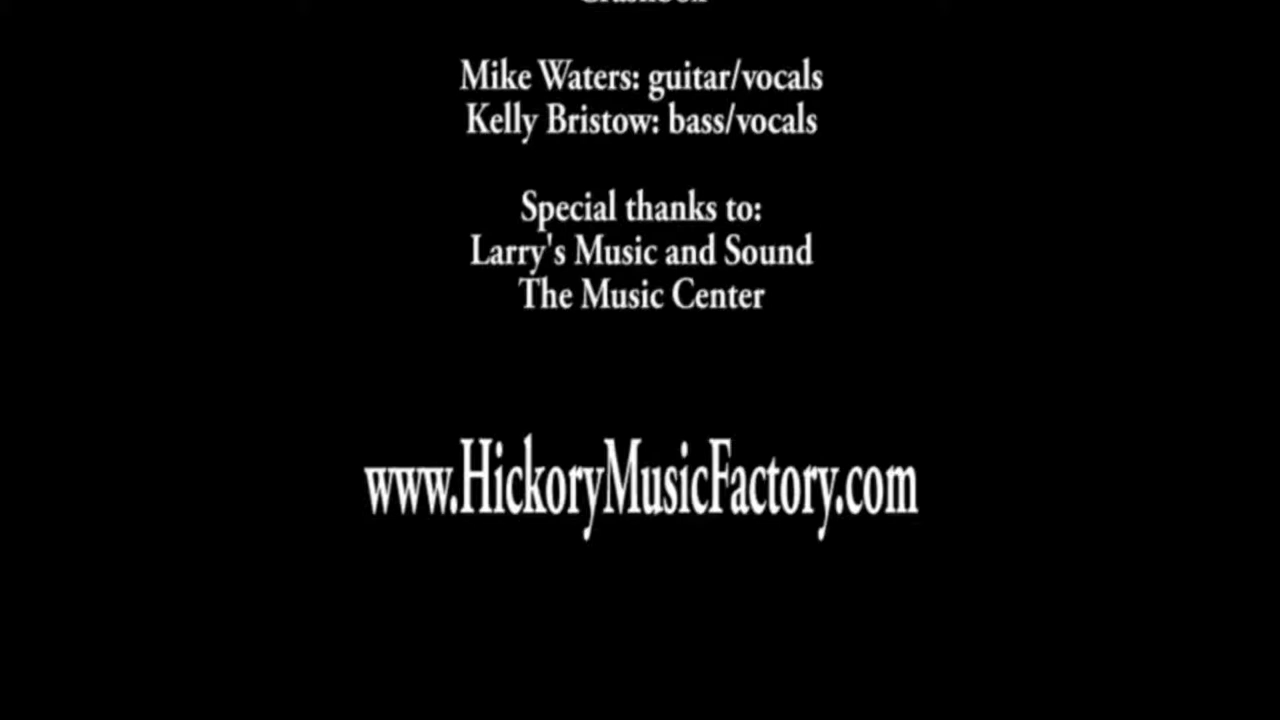 Mike Waters: guitar/vocals
Kelly Bristow: bass/vocals
Special thanks to:
Larry's Music and Sound
The Music Center
www.HickoryMusicFactory.com